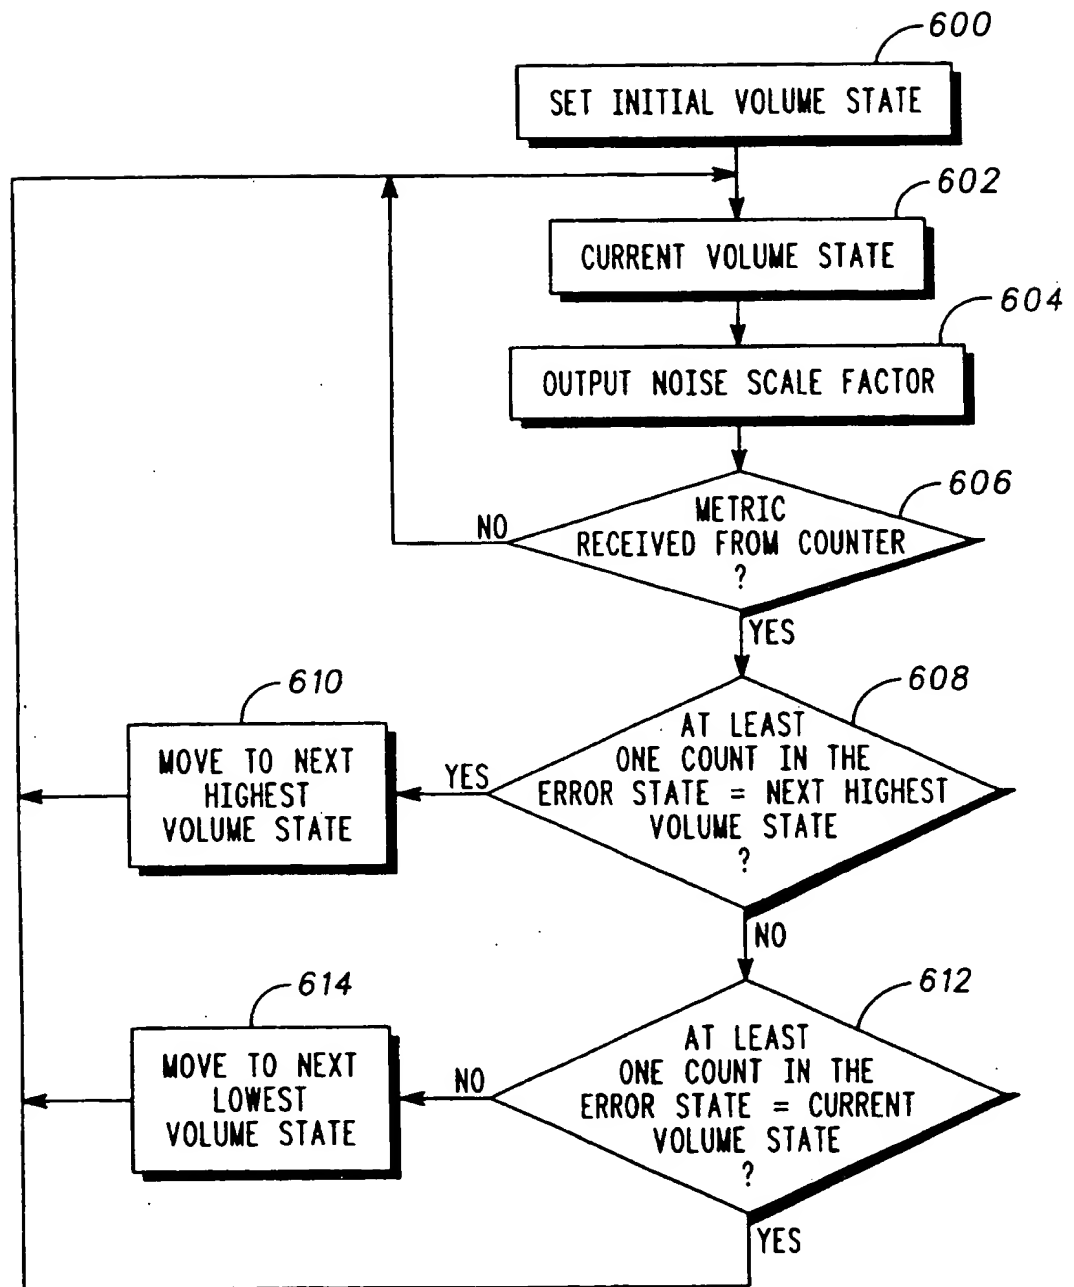 600
SET INITIAL VOLUME STATE
602
CURRENT VOLUME STATE
604
OUTPUT NOISE SCALE FACTOR
606
METRIC
RECEIVED FROM COUNTER
?
NO
YES
608
AT LEAST
ONE COUNT IN THE
ERROR STATE = NEXT HIGHEST
VOLUME STATE
?
YES
610
MOVE TO NEXT
HIGHEST
VOLUME STATE
NO
612
AT LEAST
ONE COUNT IN THE
ERROR STATE = CURRENT
VOLUME STATE
?
NO
614
MOVE TO NEXT
LOWEST
VOLUME STATE
YES